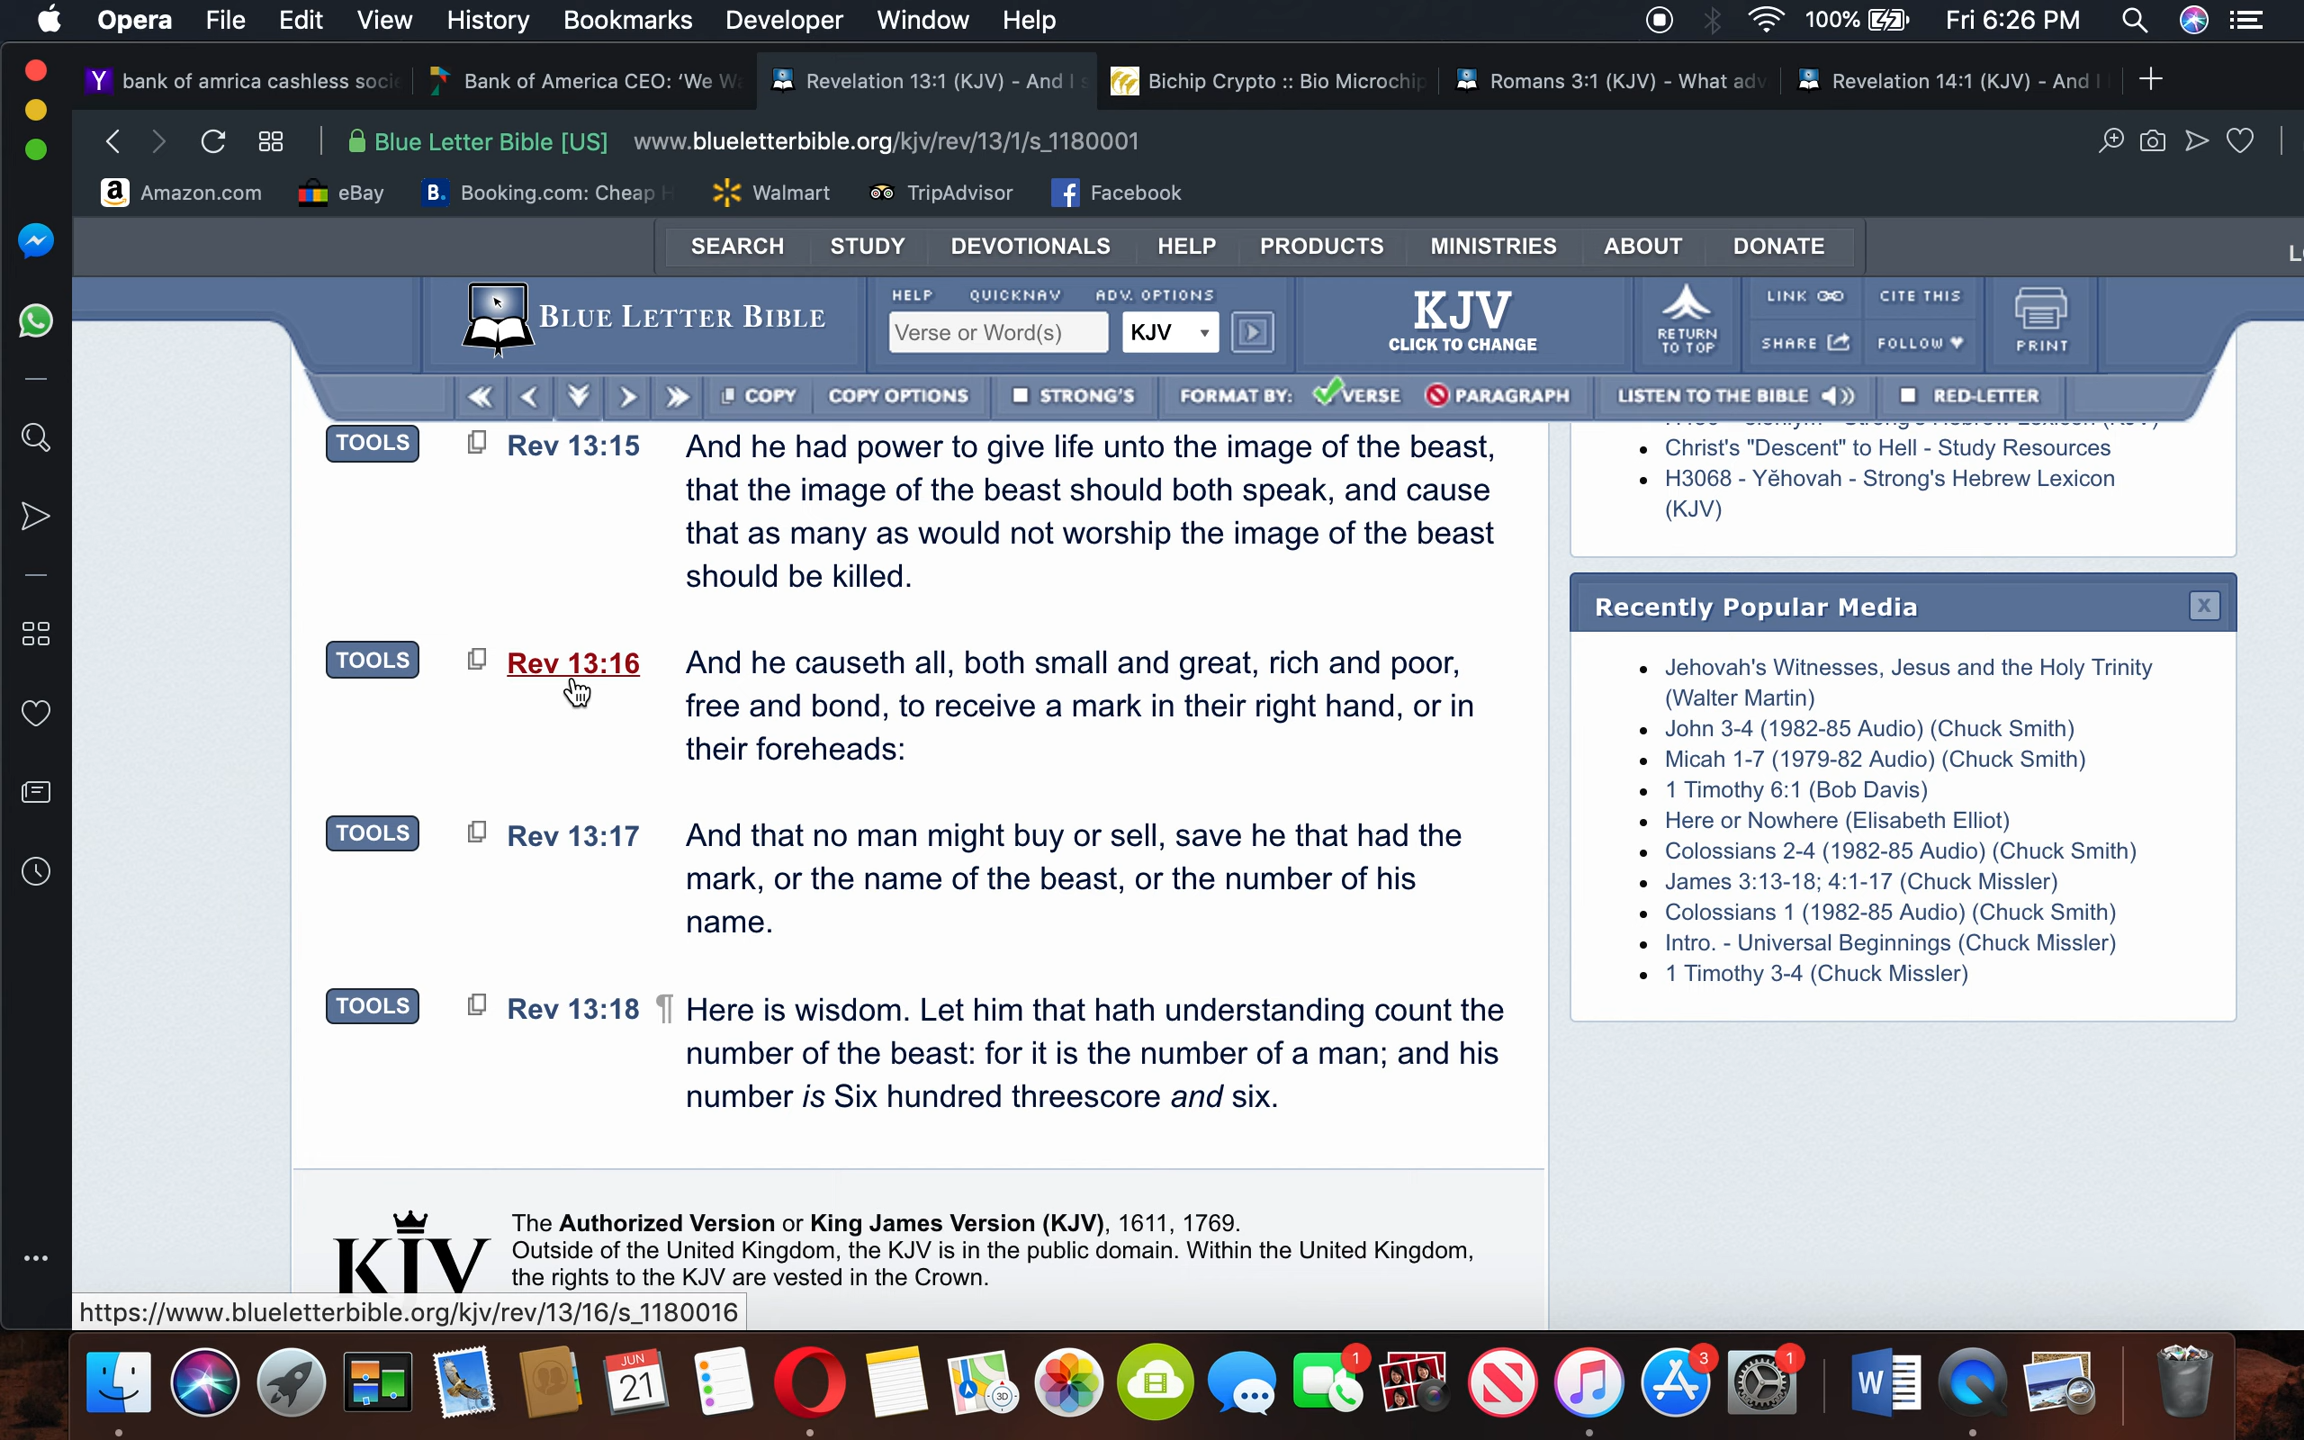 Opera File Edit View History Bookmarks Developer Window Help 100% Fri 6:26 PM
Y bank of amrica cashless soci Bank of America CEO: ‘We Wa Revelation 13:1 (KJV) - And I s Bichip Crypto :: Bio Microchip Romans 3:1 (KJV) - What adv Revelation 14:1 (KJV) - And I
Blue Letter Bible [US] www.blueletterbible.org/kjv/rev/13/1/s_1180001
a Amazon.com eBay B. Booking.com: Cheap H Walmart TripAdvisor f Facebook
SEARCH STUDY DEVOTIONALS HELP PRODUCTS MINISTRIES ABOUT DONATE
BLUE LETTER BIBLE
HELP QUICKNAV ADV. OPTIONS
Verse or Word(s) KJV
KJV
CLICK TO CHANGE
RETURN
TO TOP
LINK CITE THIS
SHARE FOLLOW
PRINT
COPY COPY OPTIONS STRONG'S FORMAT BY: VERSE PARAGRAPH LISTEN TO THE BIBLE RED-LETTER
TOOLS Rev 13:15 And he had power to give life unto the image of the beast,
that the image of the beast should both speak, and cause
that as many as would not worship the image of the beast
should be killed.
TOOLS Rev 13:16 And he causeth all, both small and great, rich and poor,
free and bond, to receive a mark in their right hand, or in
their foreheads:
TOOLS Rev 13:17 And that no man might buy or sell, save he that had the
mark, or the name of the beast, or the number of his
name.
TOOLS Rev 13:18 ¶ Here is wisdom. Let him that hath understanding count the
number of the beast: for it is the number of a man; and his
number is Six hundred threescore and six.
Christ's "Descent" to Hell - Study Resources
H3068 - Yĕhovah - Strong's Hebrew Lexicon
(KJV)
Recently Popular Media x
Jehovah's Witnesses, Jesus and the Holy Trinity
(Walter Martin)
John 3-4 (1982-85 Audio) (Chuck Smith)
Micah 1-7 (1979-82 Audio) (Chuck Smith)
1 Timothy 6:1 (Bob Davis)
Here or Nowhere (Elisabeth Elliot)
Colossians 2-4 (1982-85 Audio) (Chuck Smith)
James 3:13-18; 4:1-17 (Chuck Missler)
Colossians 1 (1982-85 Audio) (Chuck Smith)
Intro. - Universal Beginnings (Chuck Missler)
1 Timothy 3-4 (Chuck Missler)
KJV
The Authorized Version or King James Version (KJV), 1611, 1769.
Outside of the United Kingdom, the KJV is in the public domain. Within the United Kingdom,
the rights to the KJV are vested in the Crown.
https://www.blueletterbible.org/kjv/rev/13/16/s_1180016
JUN
21
3D
1
3
1
W